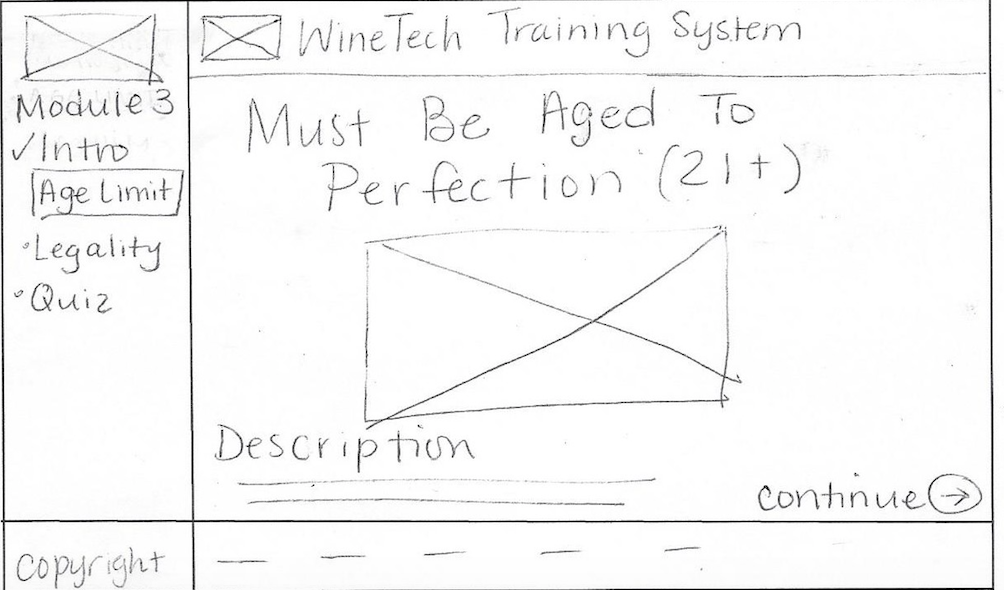 Module 3
✓Intro
Age Limit
•Legality
•Quiz
WineTech Training System
Must Be Aged To
Perfection (21+)
Description
continue →
Copyright